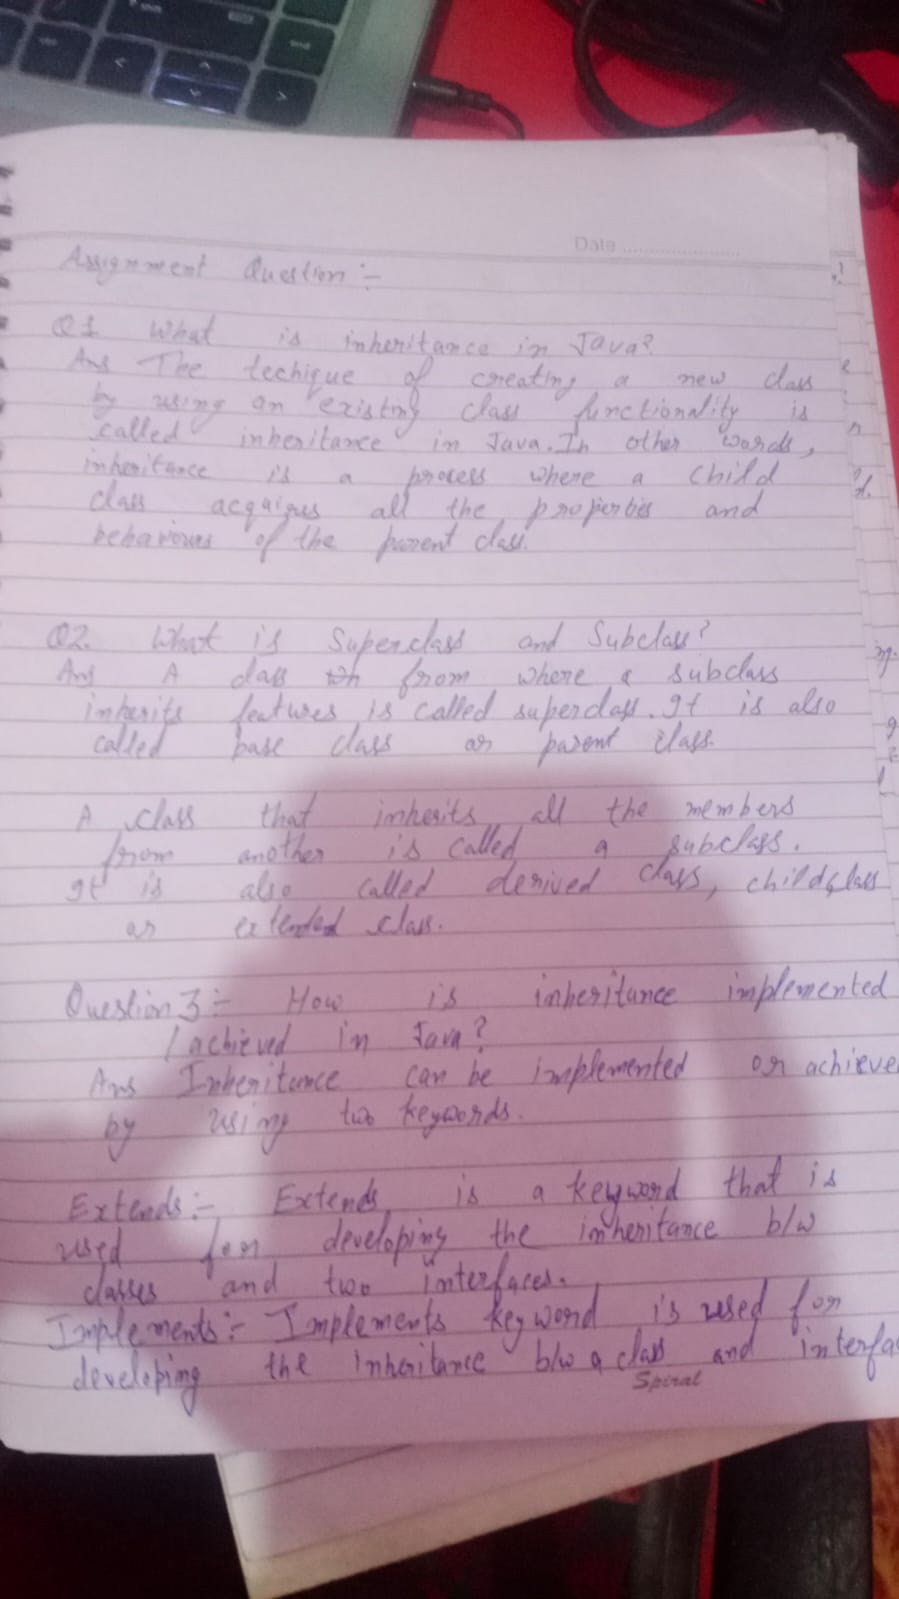 Date
Assignment Question :-
Q1 What is inheritance in Java?
Ans The techique of creating a new class
by using an existing class functionality is
called inheritance in Java. In other words,
inheritance is a process where a child
class acquires all the properties and
behaviours of the parent class.
Q2. What is Superclass and Subclass?
Ans A class from where a subclass
inherits features is called superclass. It is also
called base class or parent class.
A class that inherits all the members
from another is called a subclass.
It is also called derived class, child class
or extended class.
Question 3:- How is inheritance implemented
/ achieved in Java?
Ans Inheritance can be implemented or achieve
by using two keywords.
Extends:- Extends is a keyword that is
used for developing the inheritance b/w
classes and two interfaces.
Implements:- Implements keyword is used for
developing the inheritance b/w a class and interfa
Spiral